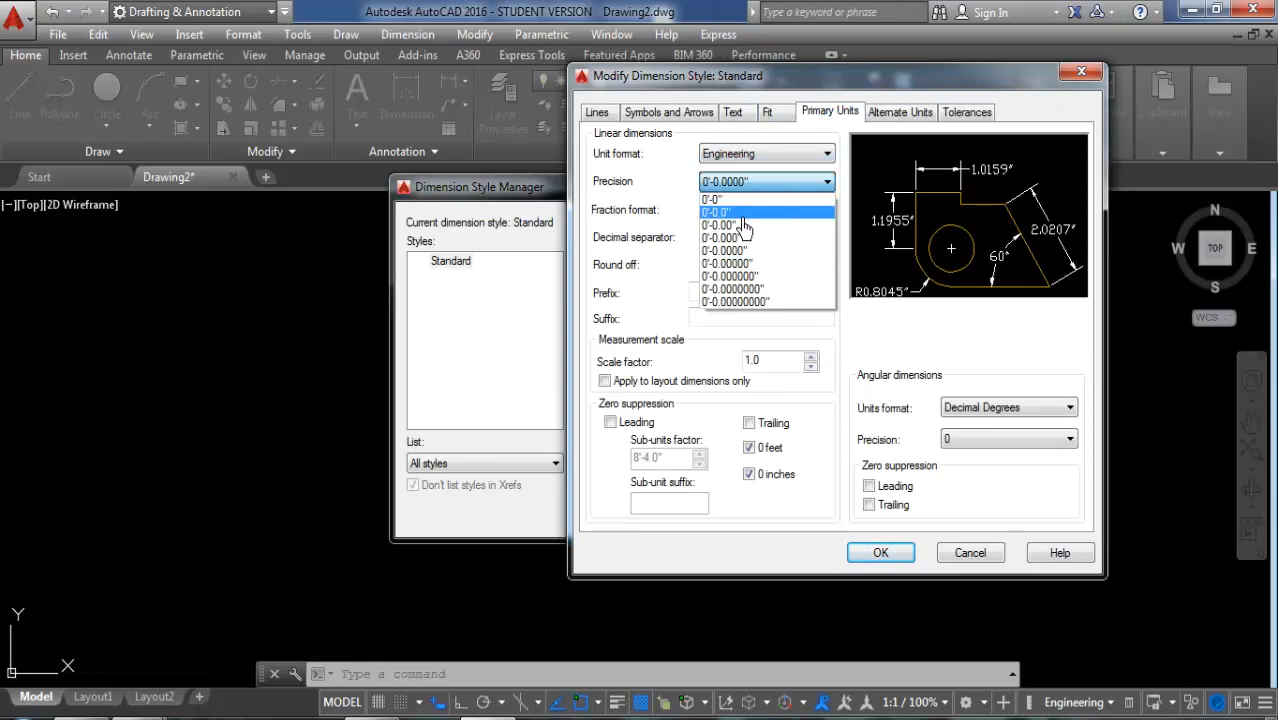 Drafting & Annotation
Autodesk AutoCAD 2016 - STUDENT VERSION Drawing2.dwg
Type a keyword or phrase
Sign In
File Edit View Insert Format Tools Draw Dimension Modify Parametric Window Help Express
Home Insert Annotate Parametric View Manage Output Add-ins A360 Express Tools Featured Apps BIM 360 Performance
Line Polyline Circle Arc Text Dimension Layer Properties Clipboard View
Draw Modify Annotation
Start Drawing2*
[−][Top][2D Wireframe]
Dimension Style Manager
Current dimension style: Standard
Styles:
Standard
List:
All styles
Don't list styles in Xrefs
Modify Dimension Style: Standard
Lines Symbols and Arrows Text Fit Primary Units Alternate Units Tolerances
Linear dimensions
Unit format: Engineering
Precision 0'-0.0000"
0'-0"
0'-0.0"
0'-0.00"
0'-0.000"
0'-0.0000"
0'-0.00000"
0'-0.000000"
0'-0.0000000"
0'-0.00000000"
Fraction format:
Decimal separator:
Round off:
Prefix:
Suffix:
Measurement scale
Scale factor: 1.0
Apply to layout dimensions only
Zero suppression
Leading
Trailing
Sub-units factor:
8'-4.0"
0 feet
Sub-unit suffix:
0 inches
1.0159"
1.1955"
2.0207"
60°
R0.8045"
Angular dimensions
Units format: Decimal Degrees
Precision: 0
Zero suppression
Leading
Trailing
OK Cancel Help
N
W TOP E
S
WCS
Y
X
Type a command
Model Layout1 Layout2
MODEL 1:1 / 100% Engineering